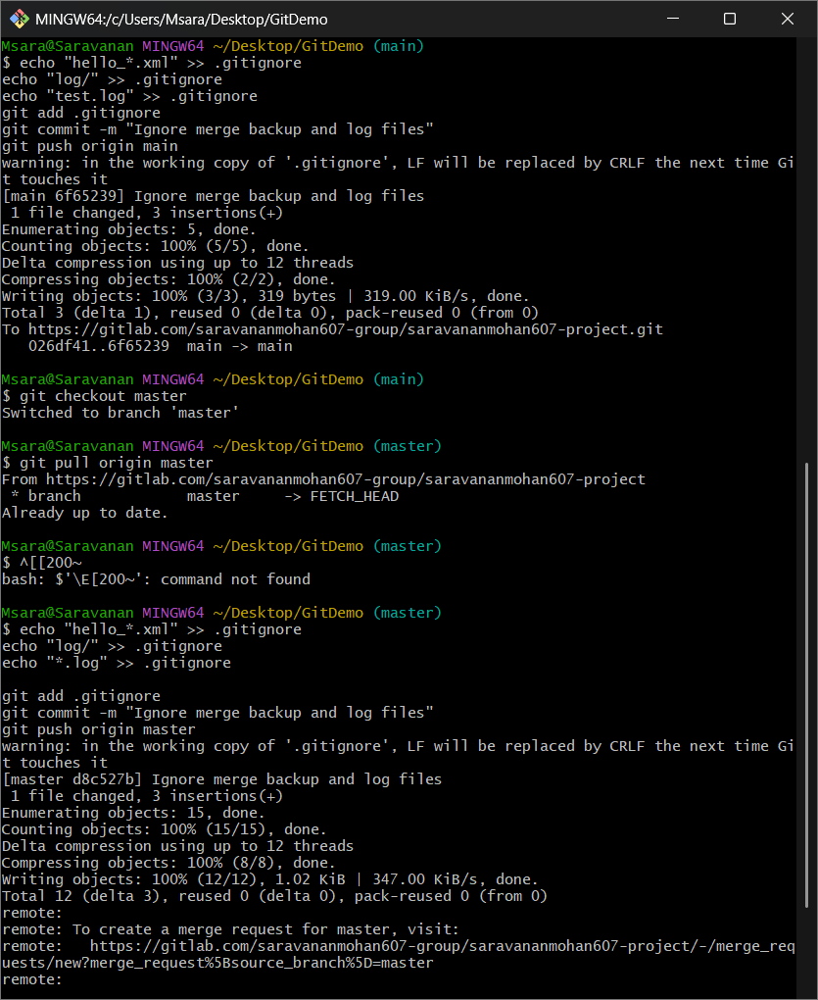 MINGW64:/c/Users/Msara/Desktop/GitDemo
Msara@Saravanan MINGW64 ~/Desktop/GitDemo (main)
$ echo "hello_*.xml" >> .gitignore
echo "log/" >> .gitignore
echo "test.log" >> .gitignore
git add .gitignore
git commit -m "Ignore merge backup and log files"
git push origin main
warning: in the working copy of '.gitignore', LF will be replaced by CRLF the next time Gi
t touches it
[main 6f65239] Ignore merge backup and log files
 1 file changed, 3 insertions(+)
Enumerating objects: 5, done.
Counting objects: 100% (5/5), done.
Delta compression using up to 12 threads
Compressing objects: 100% (2/2), done.
Writing objects: 100% (3/3), 319 bytes | 319.00 KiB/s, done.
Total 3 (delta 1), reused 0 (delta 0), pack-reused 0 (from 0)
To https://gitlab.com/saravananmohan607-group/saravananmohan607-project.git
   026df41..6f65239  main -> main
Msara@Saravanan MINGW64 ~/Desktop/GitDemo (main)
$ git checkout master
Switched to branch 'master'
Msara@Saravanan MINGW64 ~/Desktop/GitDemo (master)
$ git pull origin master
From https://gitlab.com/saravananmohan607-group/saravananmohan607-project
 * branch            master     -> FETCH_HEAD
Already up to date.
Msara@Saravanan MINGW64 ~/Desktop/GitDemo (master)
$ ^[[200~
bash: $'\E[200~': command not found
Msara@Saravanan MINGW64 ~/Desktop/GitDemo (master)
$ echo "hello_*.xml" >> .gitignore
echo "log/" >> .gitignore
echo "*.log" >> .gitignore
git add .gitignore
git commit -m "Ignore merge backup and log files"
git push origin master
warning: in the working copy of '.gitignore', LF will be replaced by CRLF the next time Gi
t touches it
[master d8c527b] Ignore merge backup and log files
 1 file changed, 3 insertions(+)
Enumerating objects: 15, done.
Counting objects: 100% (15/15), done.
Delta compression using up to 12 threads
Compressing objects: 100% (8/8), done.
Writing objects: 100% (12/12), 1.02 KiB | 347.00 KiB/s, done.
Total 12 (delta 3), reused 0 (delta 0), pack-reused 0 (from 0)
remote:
remote: To create a merge request for master, visit:
remote:   https://gitlab.com/saravananmohan607-group/saravananmohan607-project/-/merge_req
uests/new?merge_request%5Bsource_branch%5D=master
remote: